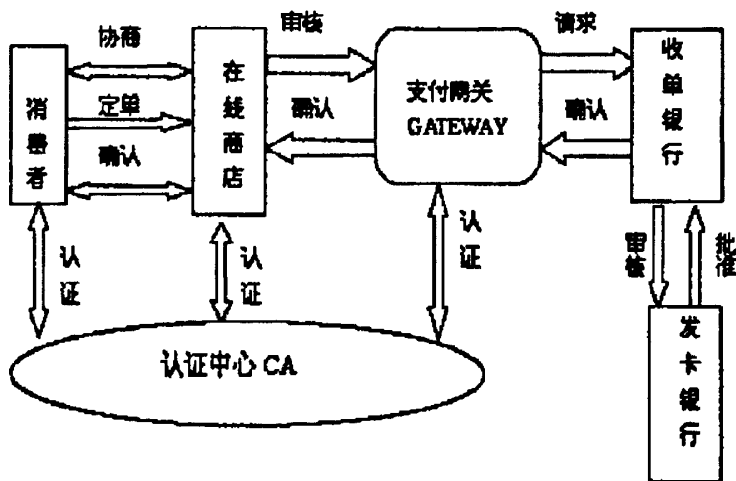 协商
审核
请求
消费者
在线商店
支付网关
GATEWAY
收单银行
定单
确认
确认
确认
认证
认证
认证
审核
批准
认证中心 CA
发卡银行